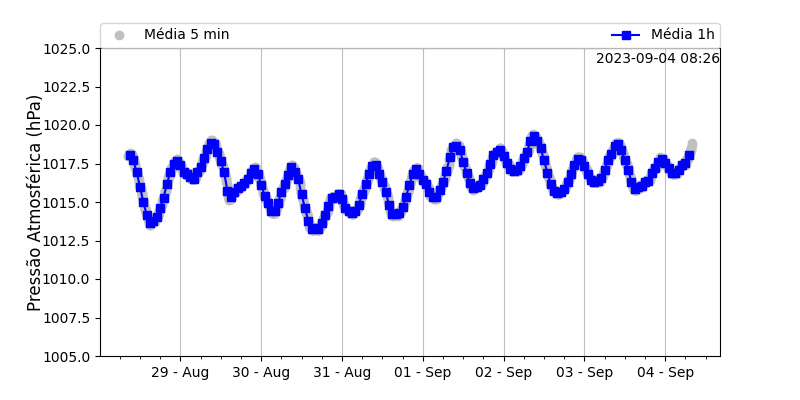 Média 5 min
Média 1h
2023-09-04 08:26
Pressão Atmosférica (hPa)
1025.0
1022.5
1020.0
1017.5
1015.0
1012.5
1010.0
1007.5
1005.0
29 - Aug
30 - Aug
31 - Aug
01 - Sep
02 - Sep
03 - Sep
04 - Sep